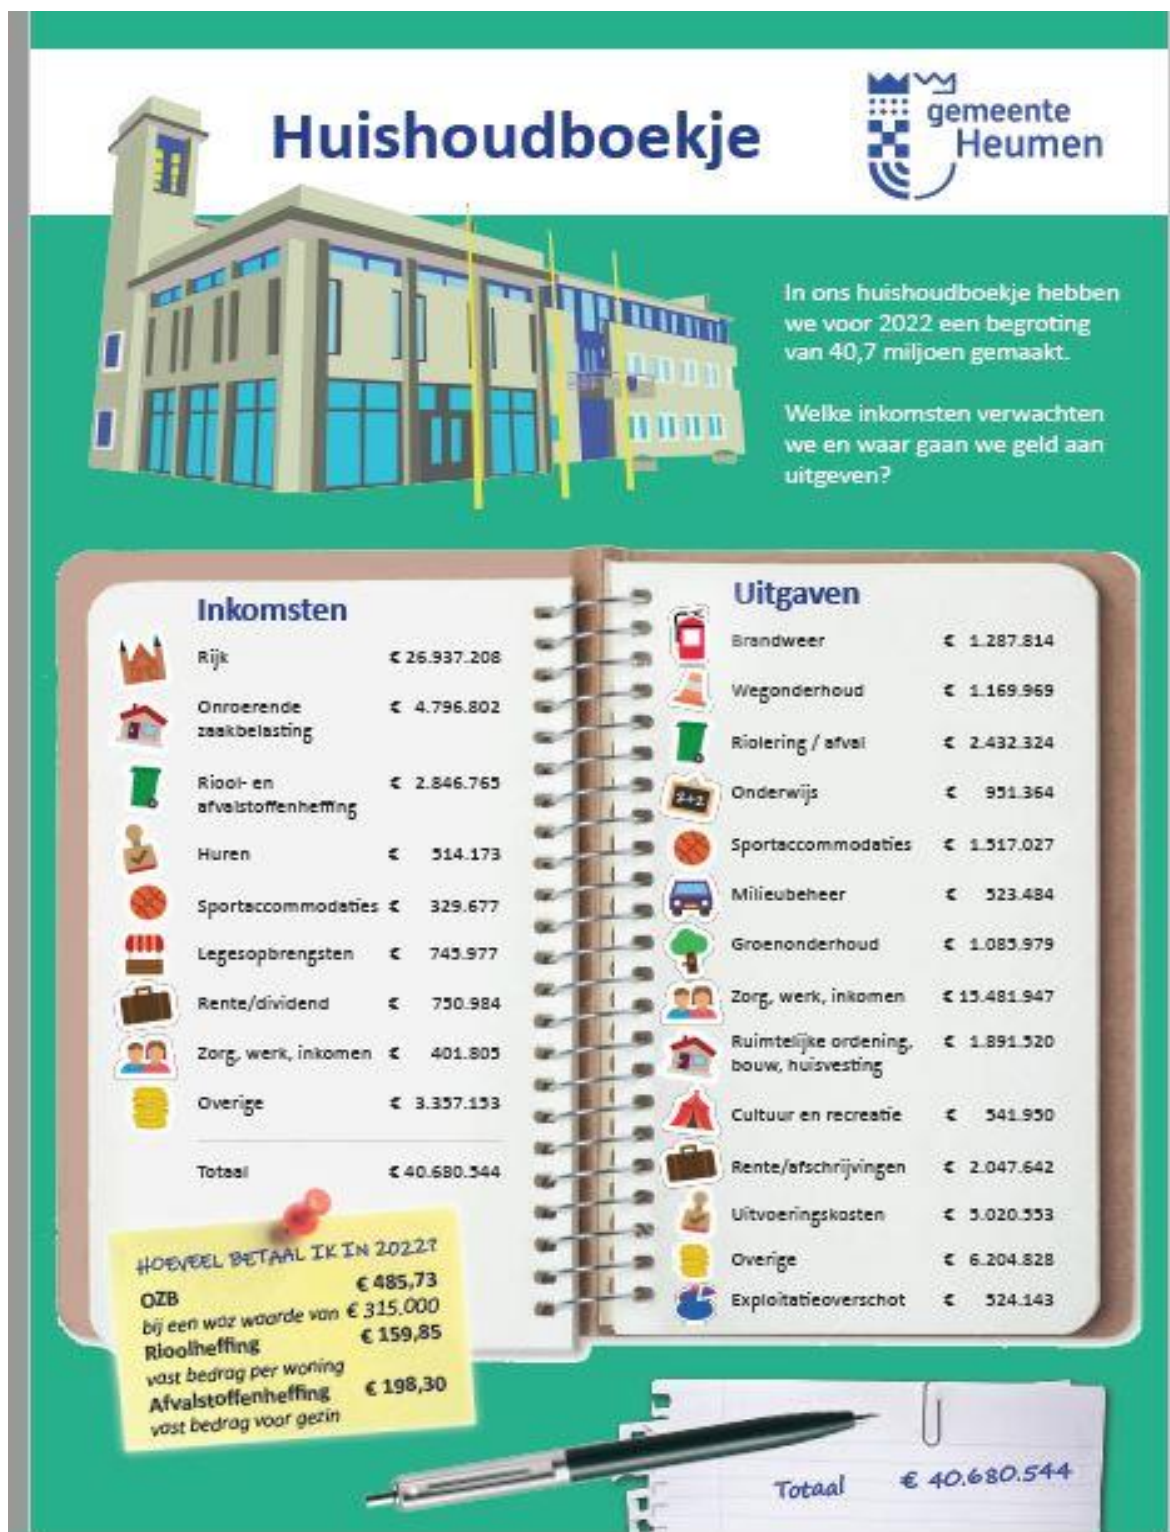 Huishoudboekje
gemeente
Heumen
In ons huishoudboekje hebben
we voor 2022 een begroting
van 40,7 miljoen gemaakt.
Welke inkomsten verwachten
we en waar gaan we geld aan
uitgeven?
Inkomsten
Rijk € 26.937.208
Onroerende € 4.796.802
zaakbelasting
Riool- en € 2.846.765
afvalstoffenheffing
Huren € 514.173
Sportaccommodaties € 329.677
Legesopbrengsten € 745.977
Rente/dividend € 750.984
Zorg, werk, inkomen € 401.805
Overige € 3.357.153
Totaal € 40.680.544
HOEVEEL BETAAL IK IN 2022?
OZB € 485,73
bij een woz waarde van € 315.000
Rioolheffing € 159,85
vast bedrag per woning
Afvalstoffenheffing € 198,30
vast bedrag voor gezin
Uitgaven
Brandweer € 1.287.814
Wegonderhoud € 1.169.969
Riolering / afval € 2.432.324
2+2
Onderwijs € 951.364
Sportaccommodaties € 1.517.027
Milieubeheer € 523.484
Groenonderhoud € 1.085.979
Zorg, werk, inkomen € 15.481.947
Ruimtelijke ordening, € 1.891.520
bouw, huisvesting
Cultuur en recreatie € 541.950
Rente/afschrijvingen € 2.047.642
Uitvoeringskosten € 5.020.553
Overige € 6.204.828
Exploitatieoverschot € 524.143
Totaal € 40.680.544